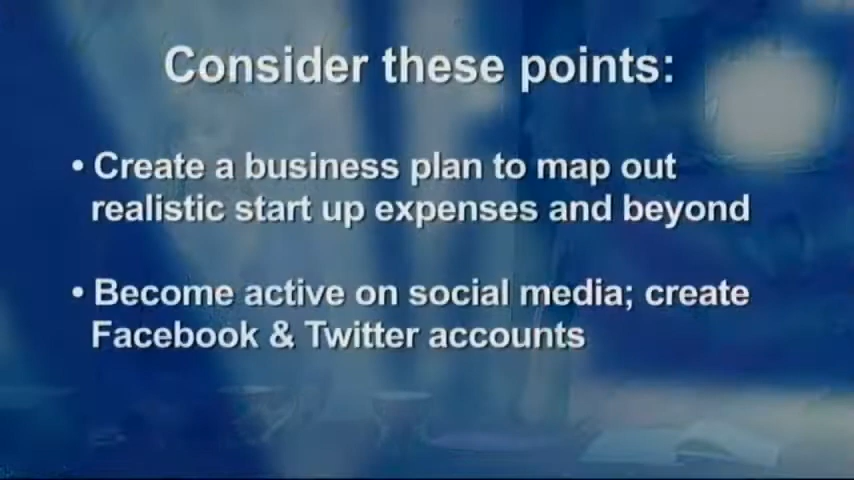 Consider these points:
• Create a business plan to map out
realistic start up expenses and beyond
• Become active on social media; create
Facebook & Twitter accounts